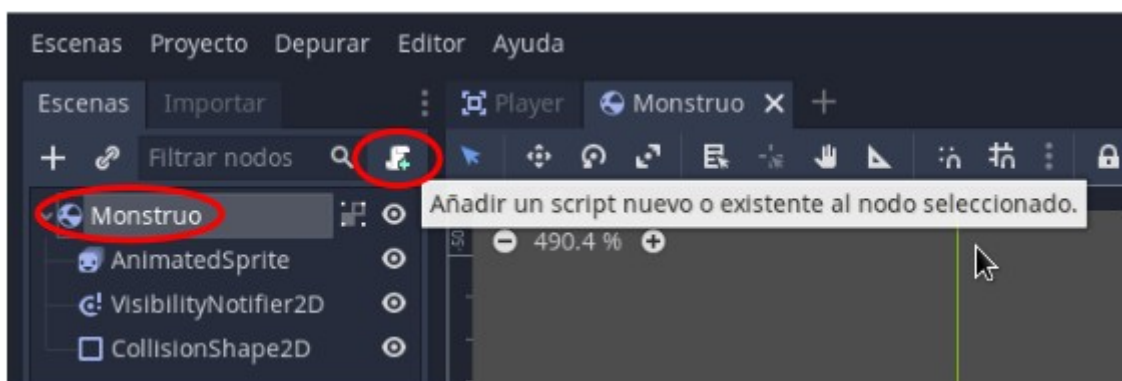 Escenas Proyecto Depurar Editor Ayuda
Escenas Importar
Player Monstruo
Filtrar nodos
Monstruo
Añadir un script nuevo o existente al nodo seleccionado.
-50
490.4 %
AnimatedSprite
VisibilityNotifier2D
CollisionShape2D